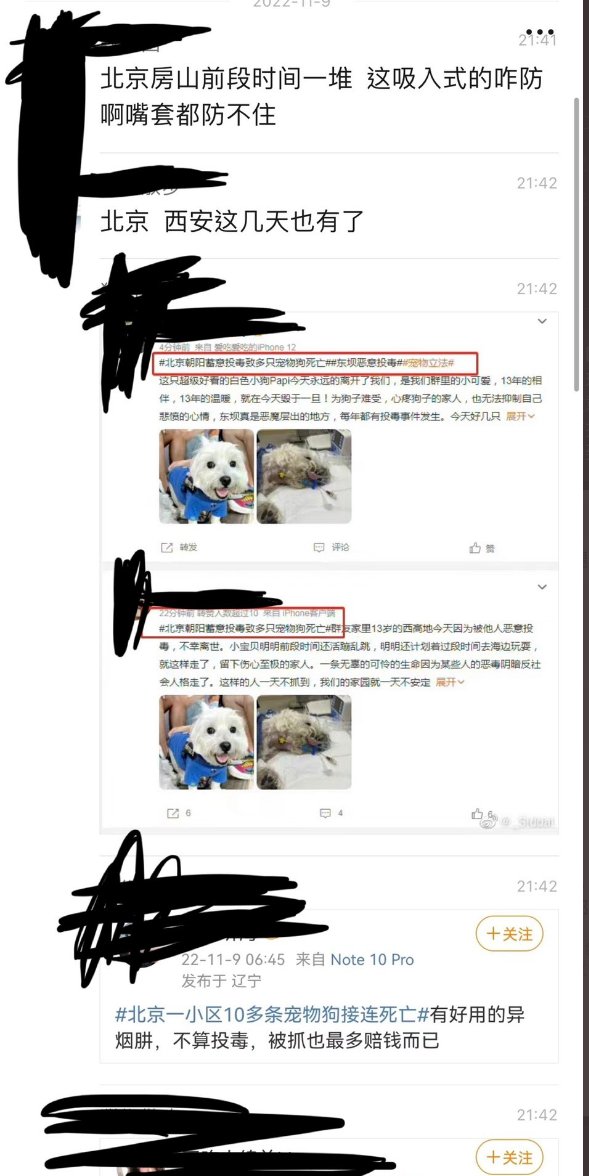 2022-11-9
21:41
北京房山前段时间一堆 这吸入式的咋防
啊嘴套都防不住
21:42
北京 西安这几天也有了
21:42
4分钟前 来自 爱吃爱吃的iPhone 12
#北京朝阳蓄意投毒致多只宠物狗死亡##东坝恶意投毒##宠物立法#
这只超级好看的白色小狗Papi今天永远的离开了我们，是我们群里的小可爱，13年的相
伴，13年的温暖，就在今天毁于一旦！为狗子难受，心疼狗子的家人，也无法抑制自己
悲愤的心情，东坝真是恶魔层出的地方，每年都有投毒事件发生。今天好几只 展开
转发
评论
赞
22分钟前 转赞人数超过10 来自 iPhone客户端
#北京朝阳蓄意投毒致多只宠物狗死亡#群友家里13岁的西高地今天因为被他人恶意投
毒，不幸离世。小宝贝明明前段时间还活蹦乱跳，明明还计划着过段时间去海边玩耍，
就这样走了，留下伤心至极的家人。一条无辜的可怜的生命因为某些人的恶毒阴暗反社
会人格走了。这样的人一天不抓到，我们的家园就一天不安定 展开
6
4
6
21:42
十关注
22-11-9 06:45 来自 Note 10 Pro
发布于 辽宁
#北京一小区10多条宠物狗接连死亡#有好用的异
烟肼，不算投毒，被抓也最多赔钱而已
21:42
十关注